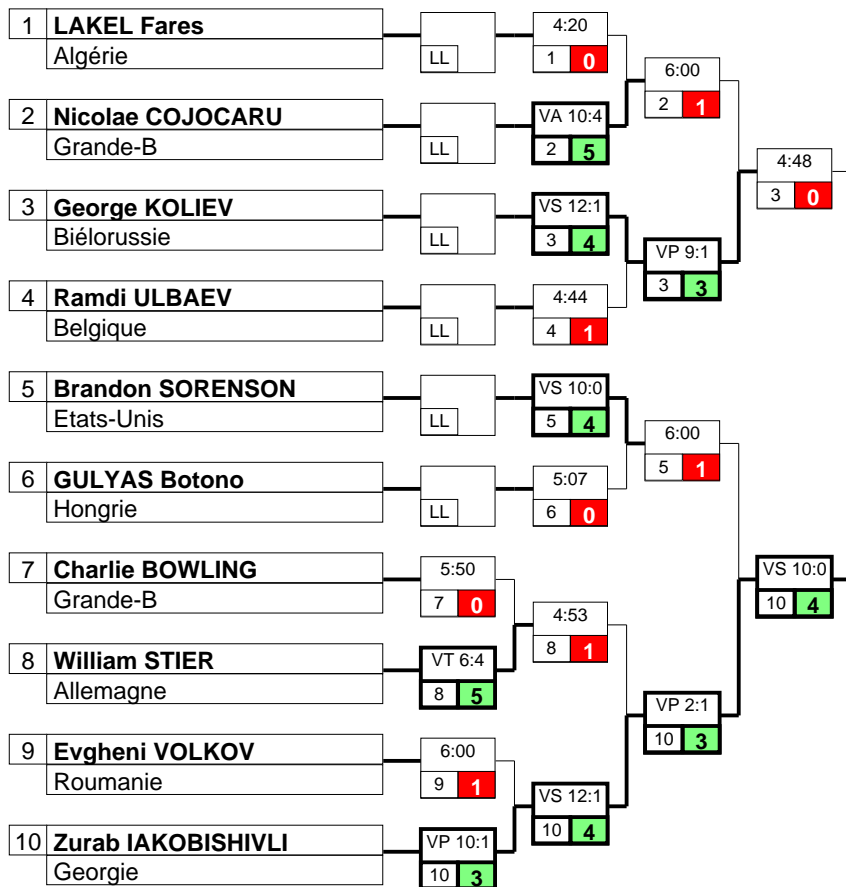 1 LAKEL Fares
Algérie
LL
4:20
1 0
2 Nicolae COJOCARU
Grande-B
LL
VA 10:4
2 5
6:00
2 1
3 George KOLIEV
Biélorussie
LL
VS 12:1
3 4
4 Ramdi ULBAEV
Belgique
LL
4:44
4 1
VP 9:1
3 3
4:48
3 0
5 Brandon SORENSON
Etats-Unis
LL
VS 10:0
5 4
6 GULYAS Botono
Hongrie
LL
5:07
6 0
6:00
5 1
7 Charlie BOWLING
Grande-B
5:50
7 0
8 William STIER
Allemagne
VT 6:4
8 5
4:53
8 1
9 Evgheni VOLKOV
Roumanie
6:00
9 1
10 Zurab IAKOBISHIVLI
Georgie
VP 10:1
10 3
VS 12:1
10 4
VP 2:1
10 3
VS 10:0
10 4